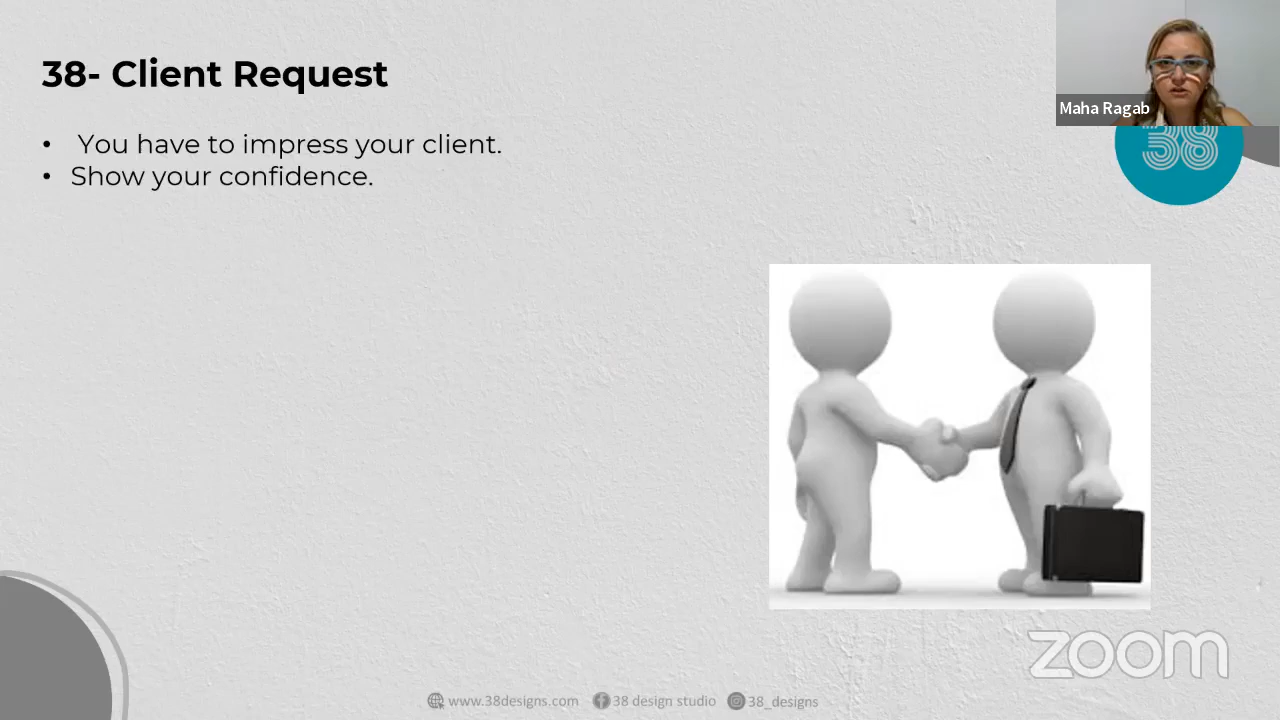 38- Client Request
• You have to impress your client.
• Show your confidence.
Maha Ragab
38
zoom
www.38designs.com 38 design studio 38_designs